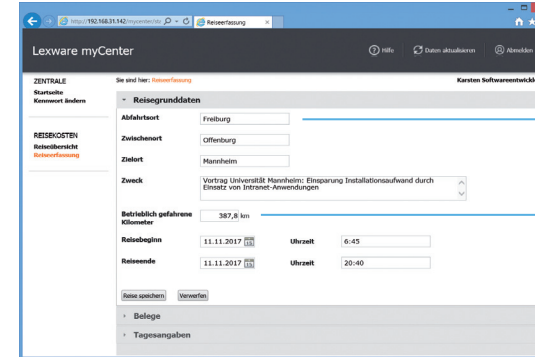 http://192.168.31.142/mycenter/dz
Reiseerfassung
Lexware myCenter
Hilfe
Daten aktualisieren
Abmelden
ZENTRALE
Startseite
Kennwort ändern
REISEKOSTEN
Reiseübersicht
Reiseerfassung
Sie sind hier: Reiseerfassung
Karsten Softwareentwickl
Reisegrunddaten
Abfahrtsort Freiburg
Zwischenort Offenburg
Zielort Mannheim
Zweck Vortrag Universität Mannheim: Einsparung Installationsaufwand durch
Einsatz von Intranet-Anwendungen
Betrieblich gefahrene
Kilometer
387,8 km
Reisebeginn 11.11.2017 Uhrzeit 6:45
Reiseende 11.11.2017 Uhrzeit 20:40
Reise speichern Verwerfen
Belege
Tagesangaben